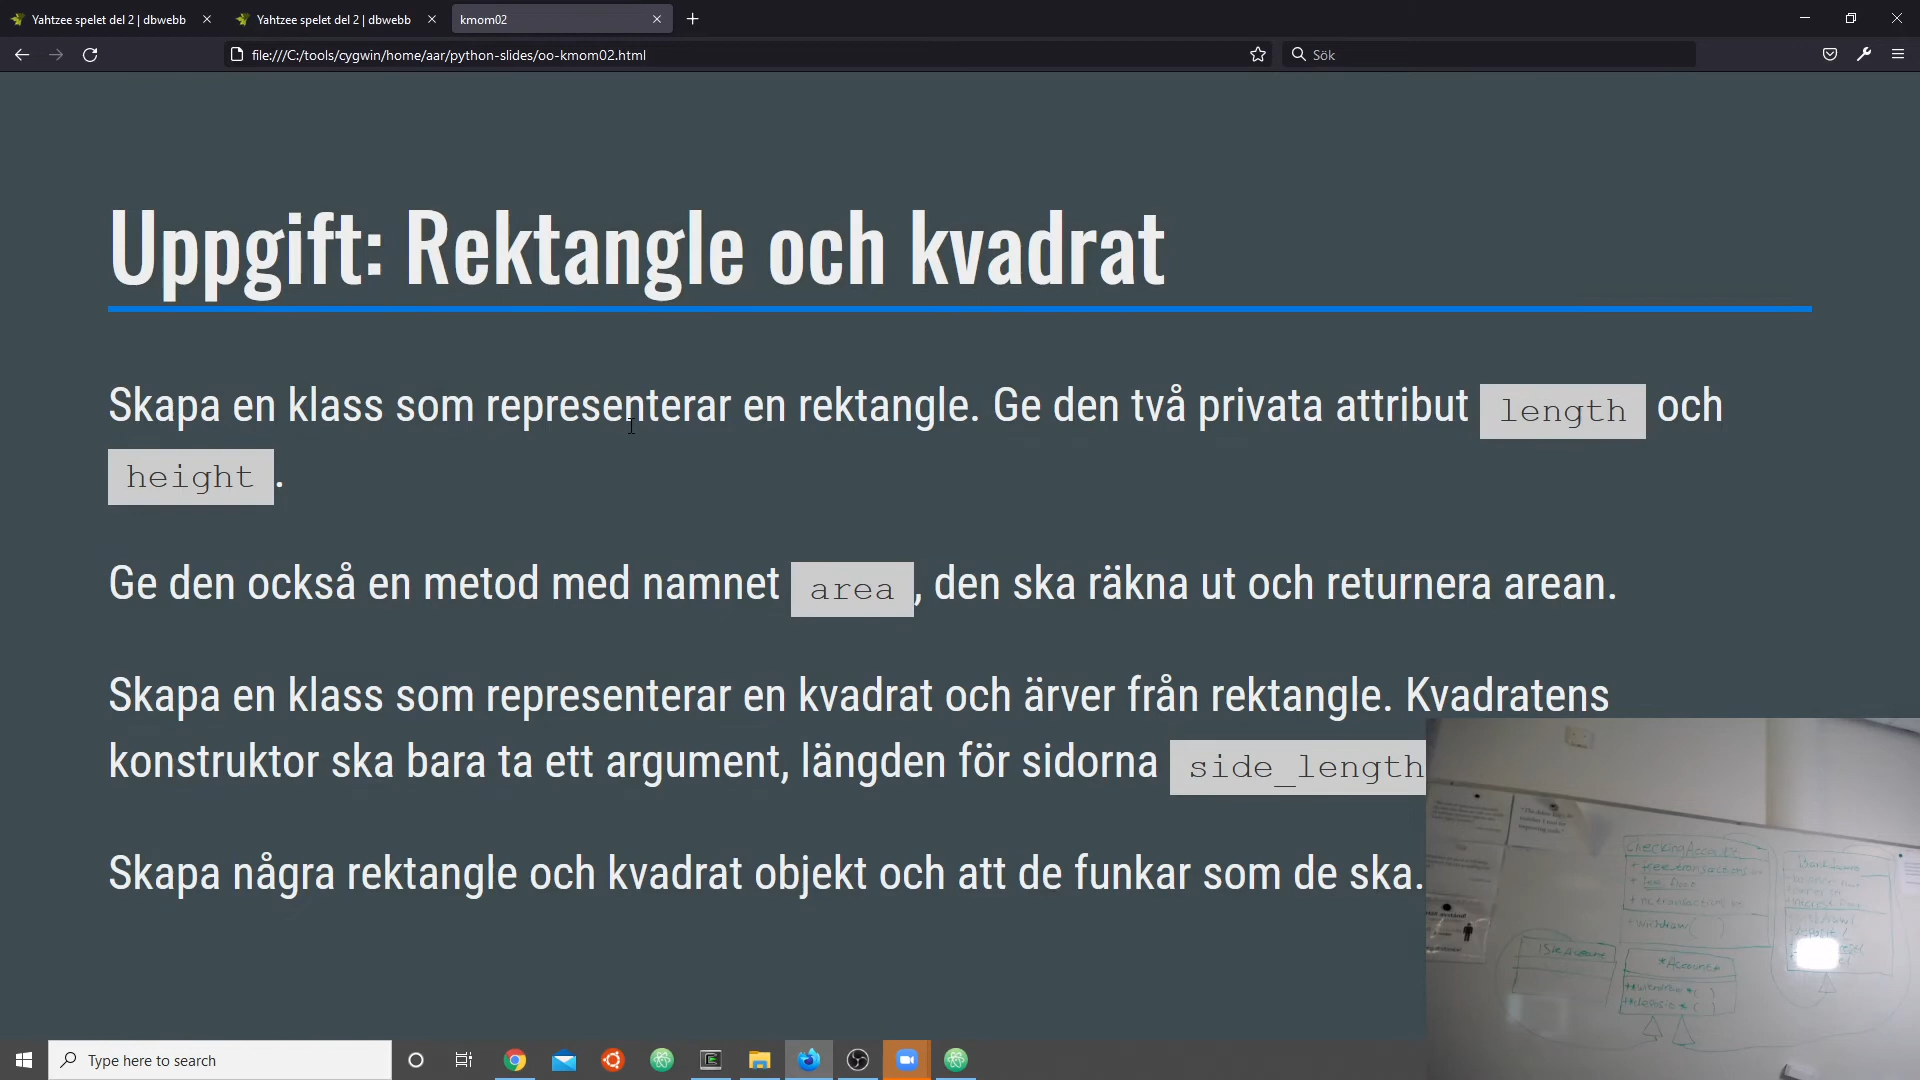 Yahtzee spelet del 2 | dbwebb
Yahtzee spelet del 2 | dbwebb
kmom02
file:///C:/tools/cygwin/home/aar/python-slides/oo-kmom02.html
Sök
Uppgift: Rektangle och kvadrat
Skapa en klass som representerar en rektangle. Ge den två privata attribut length och
height.
Ge den också en metod med namnet area, den ska räkna ut och returnera arean.
Skapa en klass som representerar en kvadrat och ärver från rektangle. Kvadratens
konstruktor ska bara ta ett argument, längden för sidorna side_length
Skapa några rektangle och kvadrat objekt och att de funkar som de ska.
CheckingAccount
*Account*
Type here to search